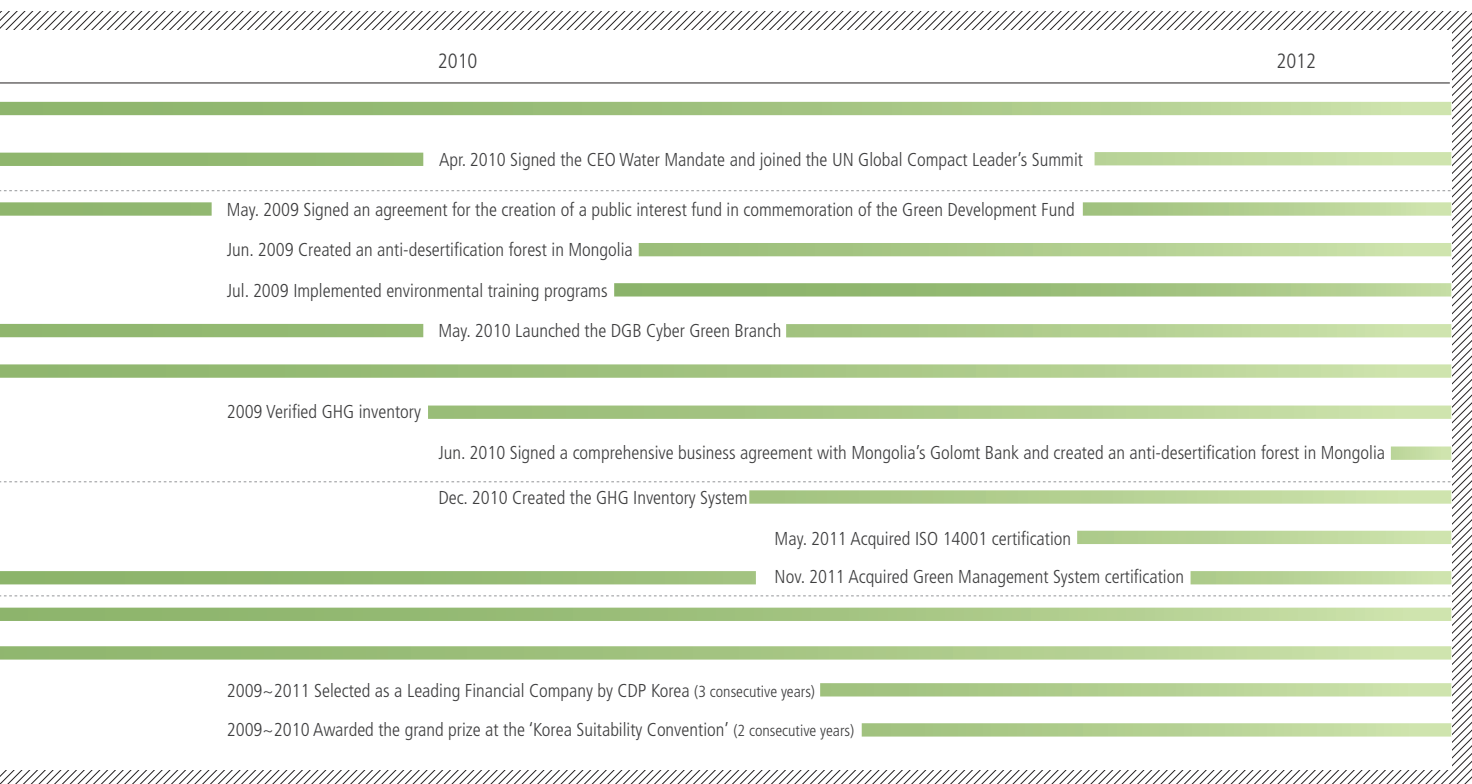 2010 2012
Apr. 2010 Signed the CEO Water Mandate and joined the UN Global Compact Leader’s Summit
May. 2009 Signed an agreement for the creation of a public interest fund in commemoration of the Green Development Fund
Jun. 2009 Created an anti-desertification forest in Mongolia
Jul. 2009 Implemented environmental training programs
May. 2010 Launched the DGB Cyber Green Branch
2009 Verified GHG inventory
Jun. 2010 Signed a comprehensive business agreement with Mongolia’s Golomt Bank and created an anti-desertification forest in Mongolia
Dec. 2010 Created the GHG Inventory System
May. 2011 Acquired ISO 14001 certification
Nov. 2011 Acquired Green Management System certification
2009~2011 Selected as a Leading Financial Company by CDP Korea (3 consecutive years)
2009~2010 Awarded the grand prize at the ‘Korea Suitability Convention’ (2 consecutive years)